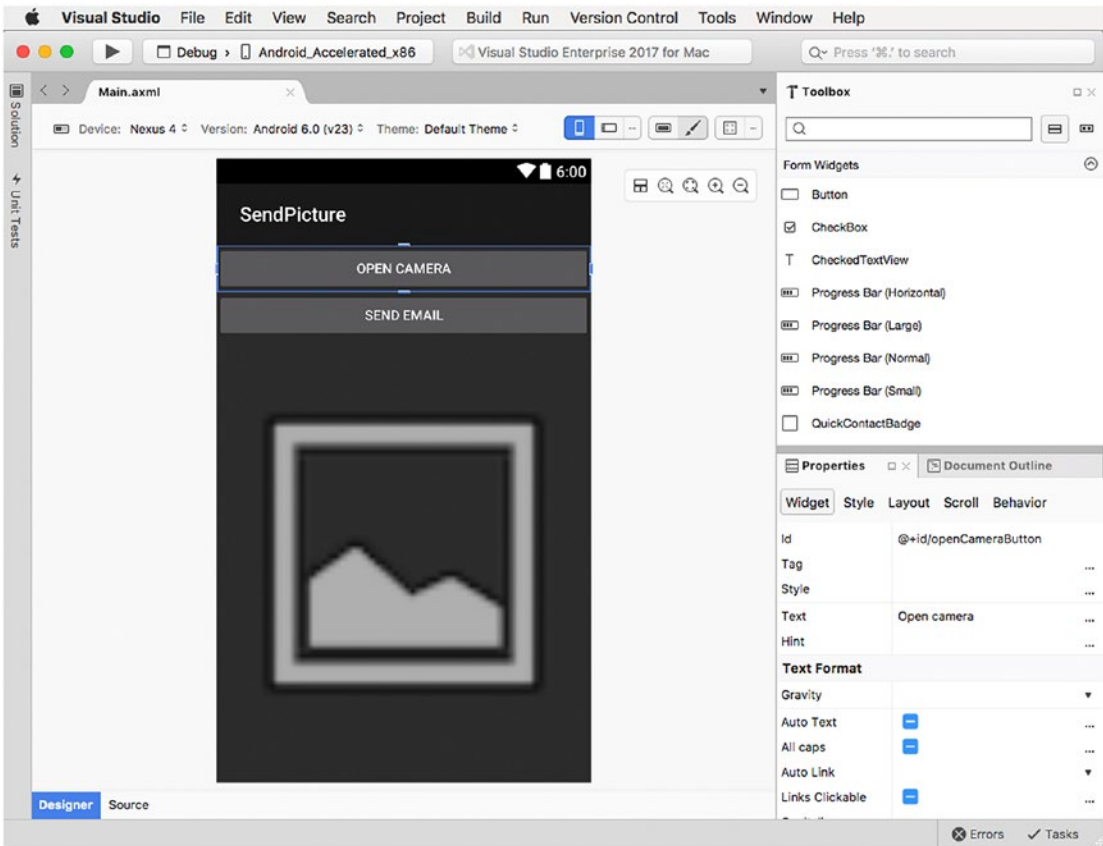 Visual Studio File Edit View Search Project Build Run Version Control Tools Window Help
Debug › Android_Accelerated_x86 Visual Studio Enterprise 2017 for Mac Press '⌘.' to search
Solution
Unit Tests
Main.axml
Device: Nexus 4 Version: Android 6.0 (v23) Theme: Default Theme
6:00
SendPicture
OPEN CAMERA
SEND EMAIL
Designer Source
Toolbox
Form Widgets
Button
CheckBox
CheckedTextView
Progress Bar (Horizontal)
Progress Bar (Large)
Progress Bar (Normal)
Progress Bar (Small)
QuickContactBadge
Properties Document Outline
Widget Style Layout Scroll Behavior
Id @+id/openCameraButton
Tag ...
Style ...
Text Open camera ...
Hint ...
Text Format
Gravity
Auto Text ...
All caps ...
Auto Link
Links Clickable ...
Errors Tasks